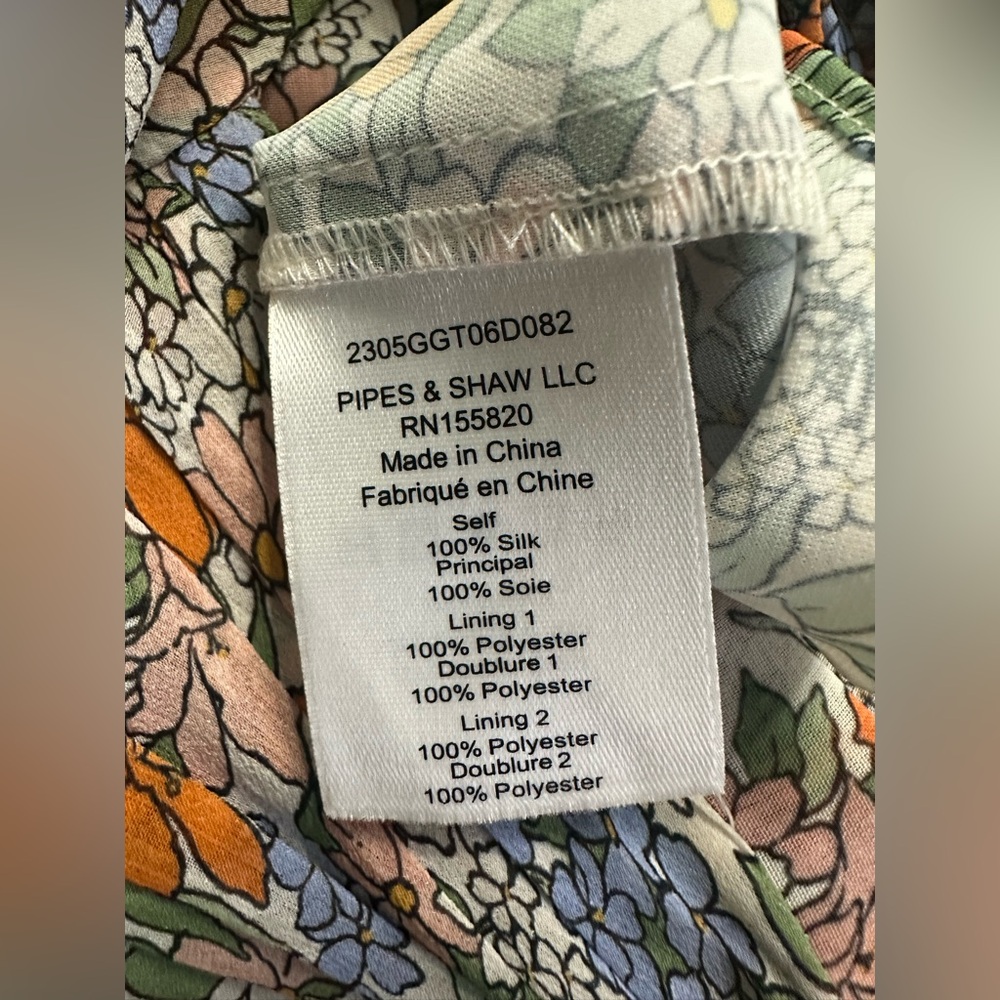 2305GGT06D082
PIPES & SHAW LLC
RN155820
Made in China
Fabriqué en Chine
Self
100% Silk
Principal
100% Soie
Lining 1
100% Polyester
Doublure 1
100% Polyester
Lining 2
100% Polyester
Doublure 2
100% Polyester